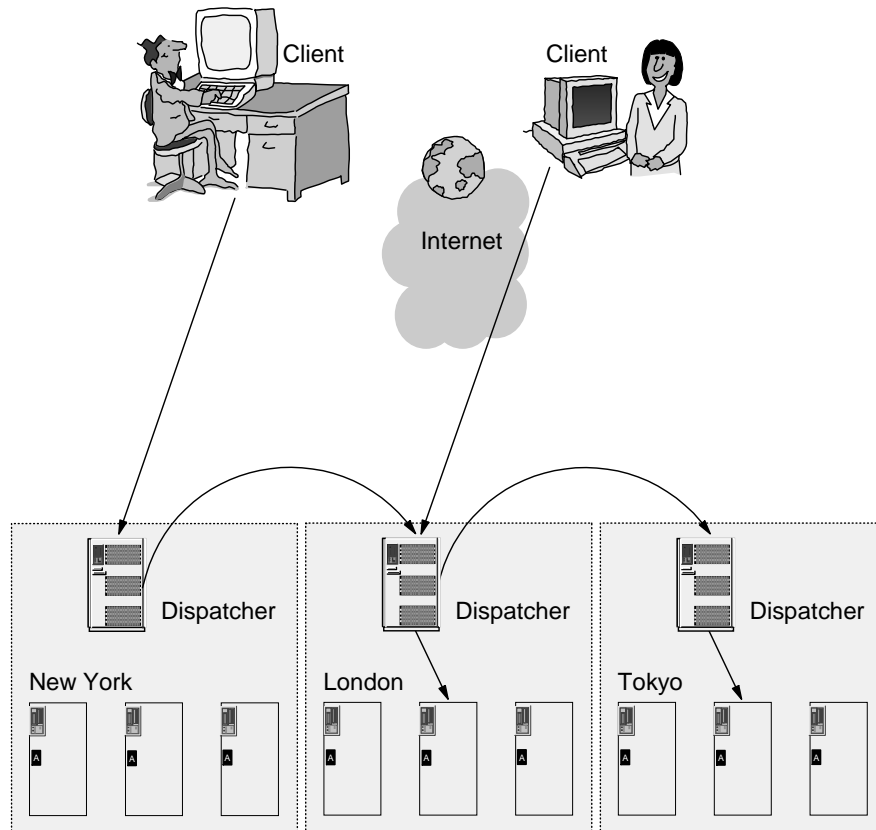 Client
Client
Internet
Dispatcher
Dispatcher
Dispatcher
New York
London
Tokyo
A
A
A
A
A
A
A
A
A